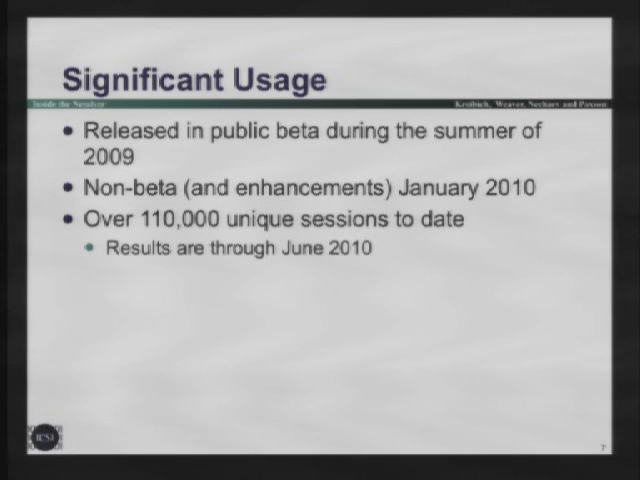 Significant Usage
Inside the Netalyzr
Kreibich, Weaver, Nechaev and Paxson
• Released in public beta during the summer of
2009
• Non-beta (and enhancements) January 2010
• Over 110,000 unique sessions to date
• Results are through June 2010
ICSI
7